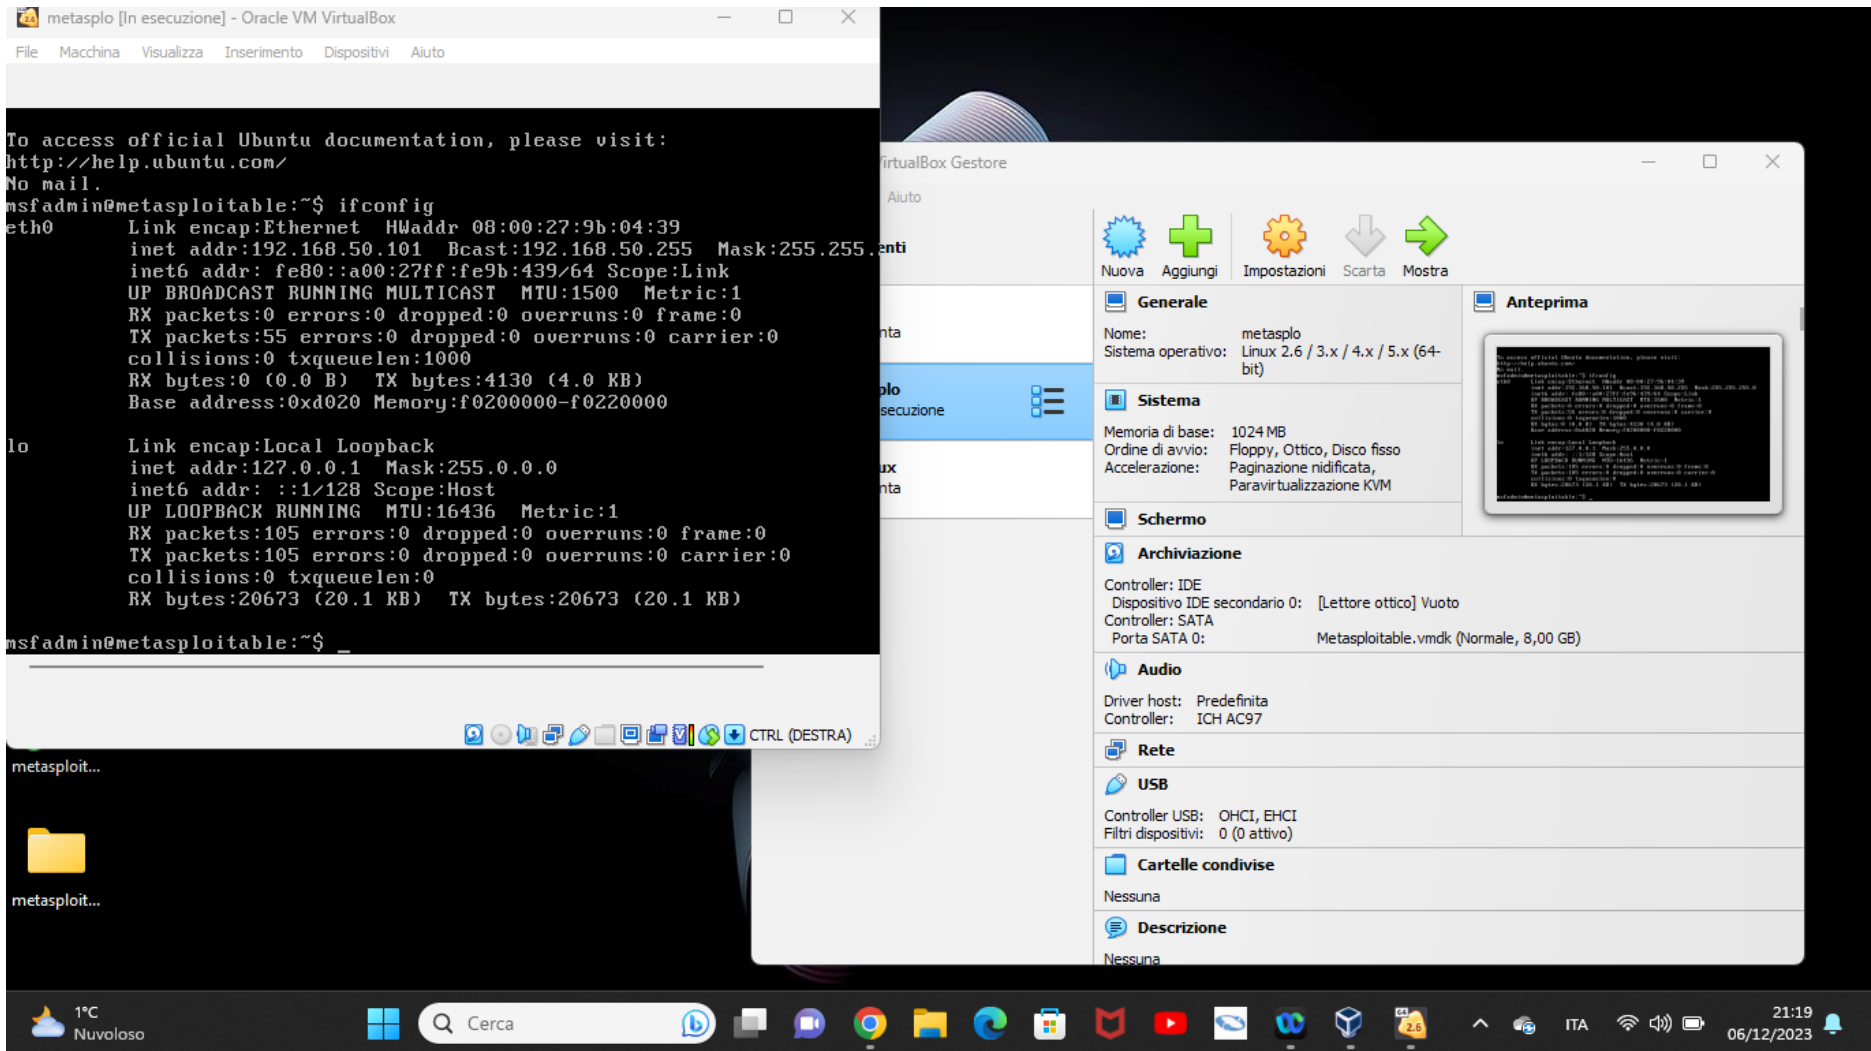 metasplo [In esecuzione] - Oracle VM VirtualBox
File Macchina Visualizza Inserimento Dispositivi Aiuto
To access official Ubuntu documentation, please visit:
http://help.ubuntu.com/
No mail.
msfadmin@metasploitable:~$ ifconfig
eth0 Link encap:Ethernet HWaddr 08:00:27:9b:04:39
inet addr:192.168.50.101 Bcast:192.168.50.255 Mask:255.255.
inet6 addr: fe80::a00:27ff:fe9b:439/64 Scope:Link
UP BROADCAST RUNNING MULTICAST MTU:1500 Metric:1
RX packets:0 errors:0 dropped:0 overruns:0 frame:0
TX packets:55 errors:0 dropped:0 overruns:0 carrier:0
collisions:0 txqueuelen:1000
RX bytes:0 (0.0 B) TX bytes:4130 (4.0 KB)
Base address:0xd020 Memory:f0200000-f0220000
lo Link encap:Local Loopback
inet addr:127.0.0.1 Mask:255.0.0.0
inet6 addr: ::1/128 Scope:Host
UP LOOPBACK RUNNING MTU:16436 Metric:1
RX packets:105 errors:0 dropped:0 overruns:0 frame:0
TX packets:105 errors:0 dropped:0 overruns:0 carrier:0
collisions:0 txqueuelen:0
RX bytes:20673 (20.1 KB) TX bytes:20673 (20.1 KB)
msfadmin@metasploitable:~$ _
CTRL (DESTRA)
irtualBox Gestore
Aiuto
enti
nta
plo
secuzione
ux
nta
Nuova Aggiungi Impostazioni Scarta Mostra
Generale
Nome: metasplo
Sistema operativo: Linux 2.6 / 3.x / 4.x / 5.x (64-
bit)
Anteprima
Sistema
Memoria di base: 1024 MB
Ordine di avvio: Floppy, Ottico, Disco fisso
Accelerazione: Paginazione nidificata,
Paravirtualizzazione KVM
Schermo
Archiviazione
Controller: IDE
Dispositivo IDE secondario 0: [Lettore ottico] Vuoto
Controller: SATA
Porta SATA 0: Metasploitable.vmdk (Normale, 8,00 GB)
Audio
Driver host: Predefinita
Controller: ICH AC97
Rete
USB
Controller USB: OHCI, EHCI
Filtri dispositivi: 0 (0 attivo)
Cartelle condivise
Nessuna
Descrizione
Nessuna
metasploit...
metasploit...
1°C
Nuvoloso
Cerca
2.6
ITA
21:19
06/12/2023